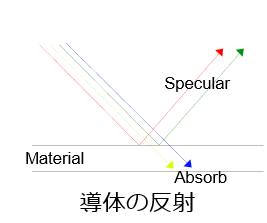 Specular
Material
Absorb
導体の反射